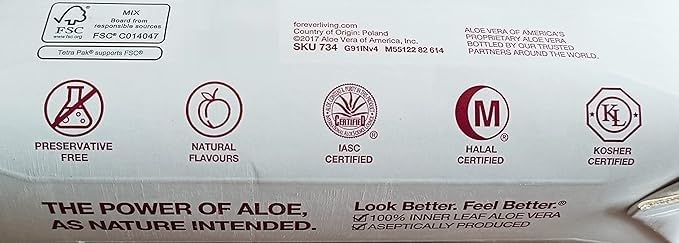 FSC
www.fsc.org
MIX
Board from
responsible sources
FSC® C014047
Tetra Pak® supports FSC®
foreverliving.com
Country of Origin: Poland
©2017 Aloe Vera of America, Inc.
SKU 734 G91INv4 M55122 82 614
ALOE VERA OF AMERICA'S
PROPRIETARY ALOE VERA
BOTTLED BY OUR TRUSTED
PARTNERS AROUND THE WORLD.
PRESERVATIVE
FREE
NATURAL
FLAVOURS
CERTIFIED
®
IASC
CERTIFIED
M
®
HALAL
CERTIFIED
KL
KOSHER
CERTIFIED
THE POWER OF ALOE,
AS NATURE INTENDED.
Look Better. Feel Better.®
100% INNER LEAF ALOE VERA
ASEPTICALLY PRODUCED